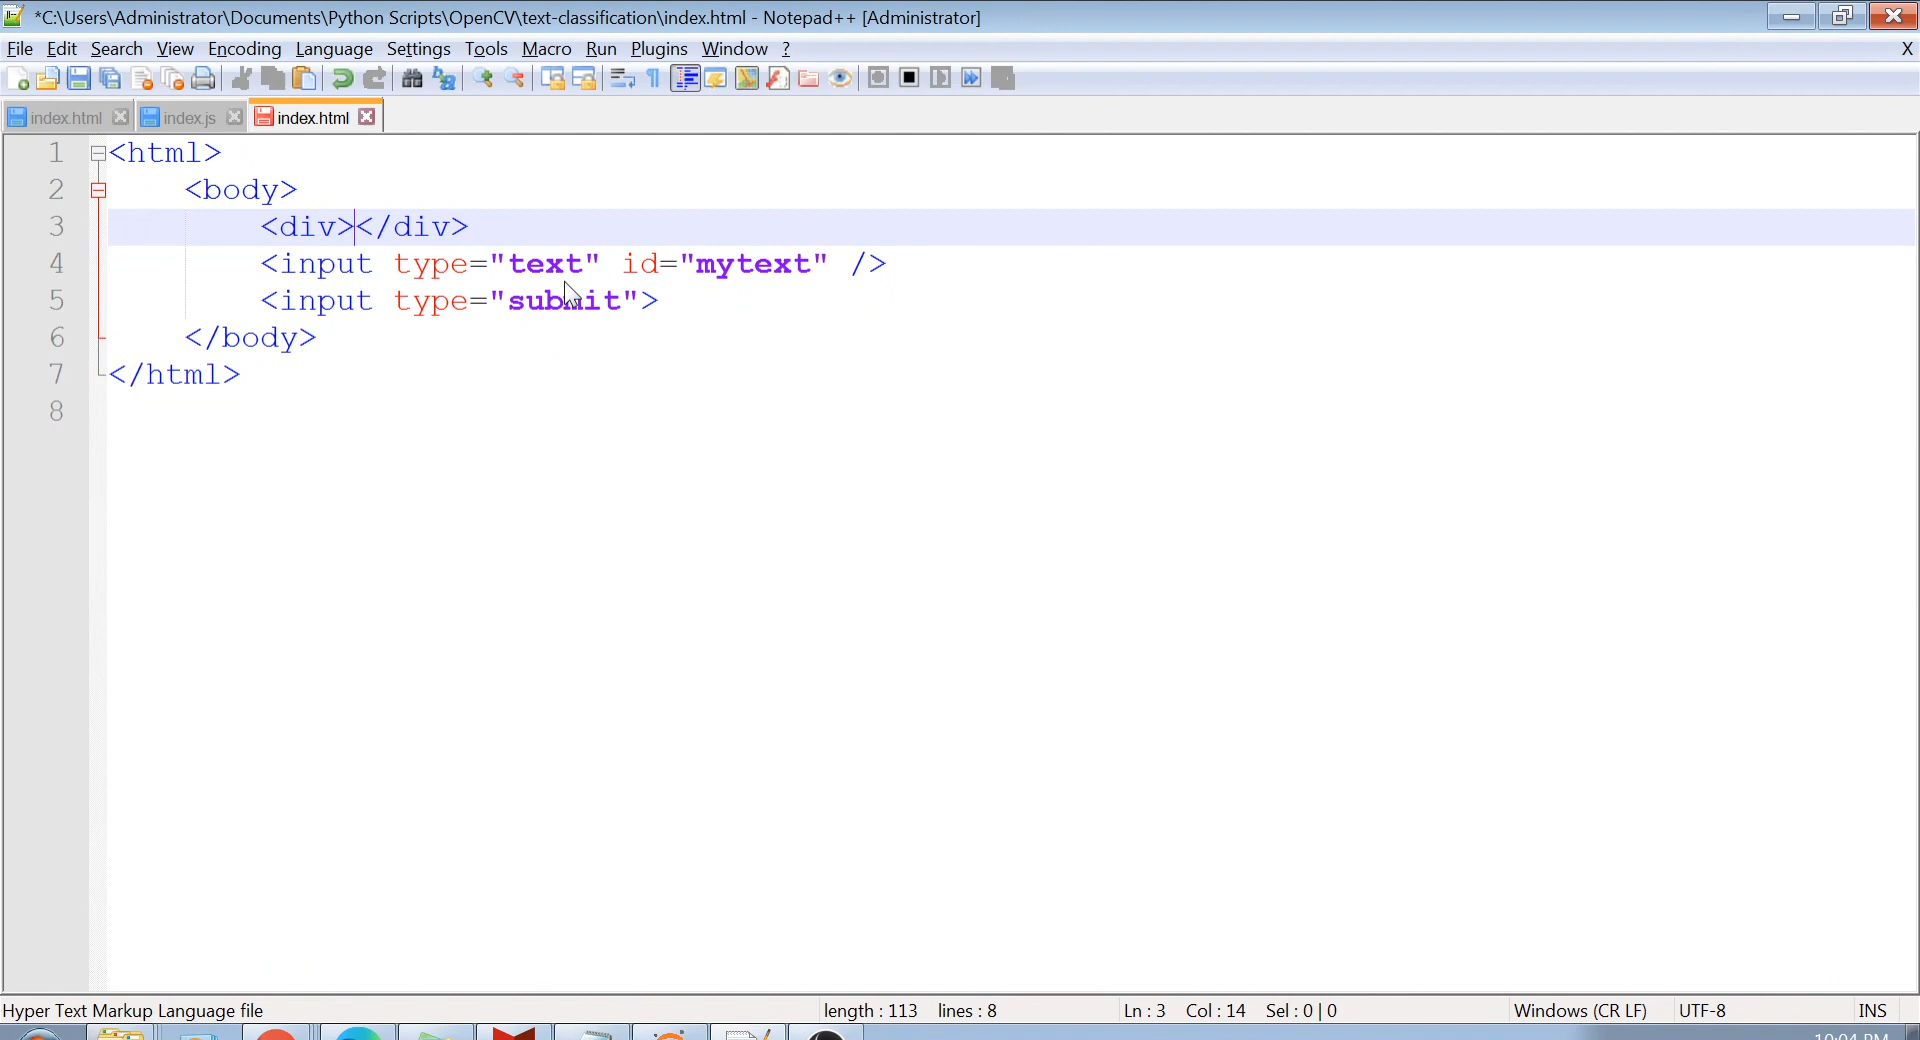 *C:\Users\Administrator\Documents\Python Scripts\OpenCV\text-classification\index.html - Notepad++ [Administrator]
File Edit Search View Encoding Language Settings Tools Macro Run Plugins Window ? X
index.html index.js index.html
1 <html>
2 <body>
3 <div></div>
4 <input type="text" id="mytext" />
5 <input type="submit">
6 </body>
7 </html>
8
Hyper Text Markup Language file length : 113 lines : 8 Ln : 3 Col : 14 Sel : 0 | 0 Windows (CR LF) UTF-8 INS
10:04 PM